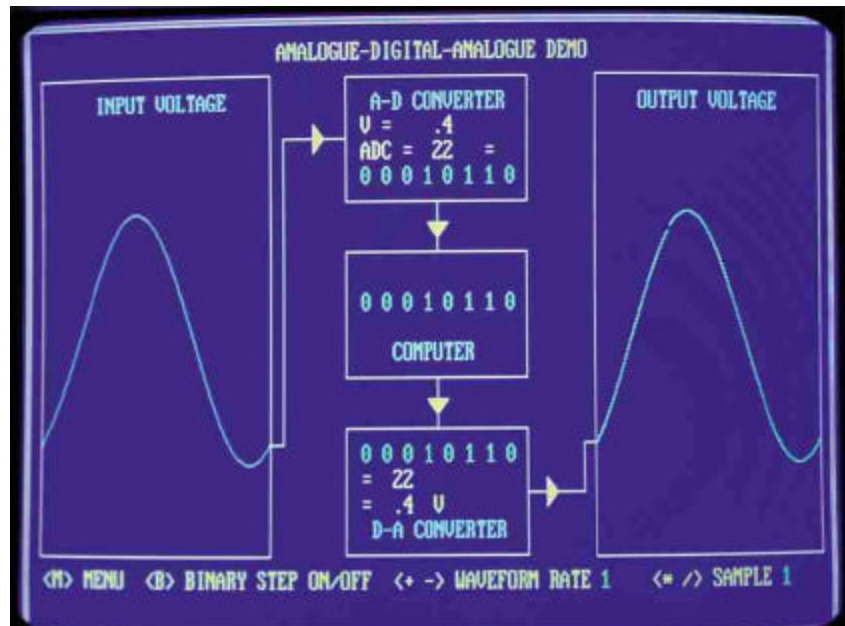 ANALOGUE-DIGITAL-ANALOGUE DEMO
INPUT VOLTAGE
A-D CONVERTER
V = .4
ADC = 22 =
0 0 0 1 0 1 1 0
0 0 0 1 0 1 1 0
COMPUTER
0 0 0 1 0 1 1 0
= 22
= .4 V
D-A CONVERTER
OUTPUT VOLTAGE
<M> MENU <B> BINARY STEP ON/OFF <+ -> WAVEFORM RATE 1 <* /> SAMPLE 1